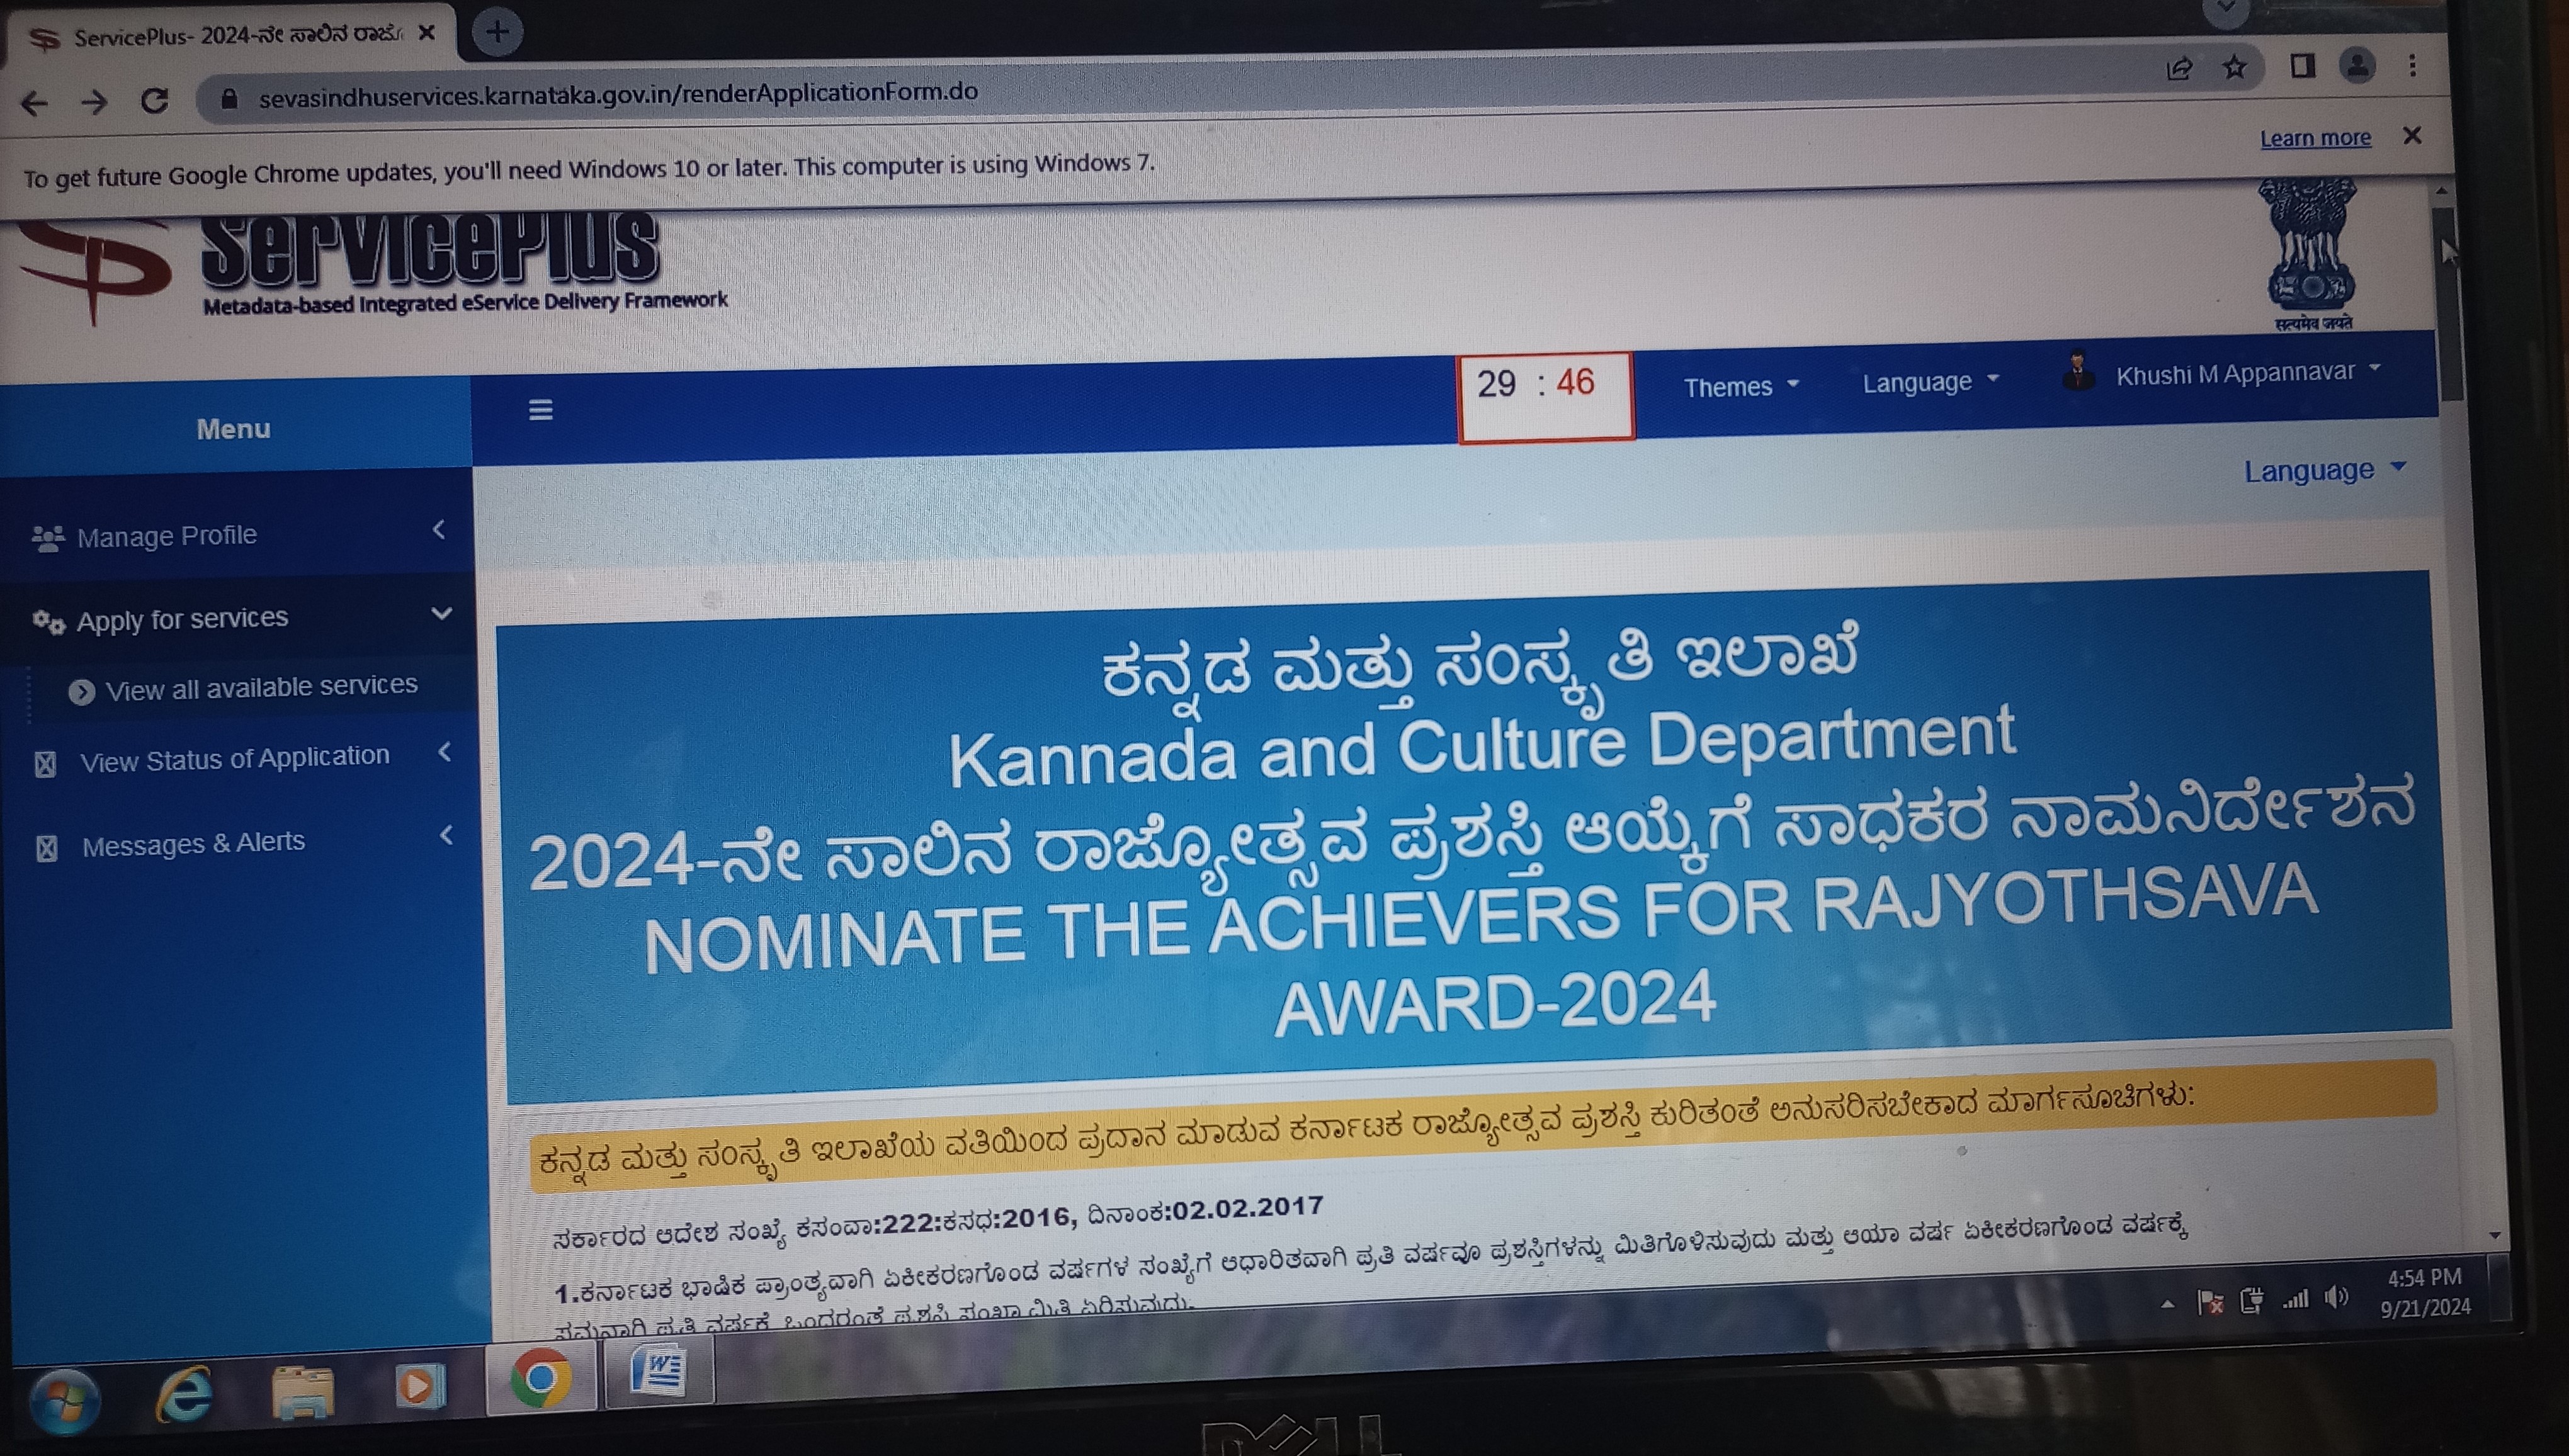 ServicePlus- 2024-ನೇ ಸಾಲಿನ ರಾಜ್ಯೋ
sevasindhuservices.karnataka.gov.in/renderApplicationForm.do
To get future Google Chrome updates, you'll need Windows 10 or later. This computer is using Windows 7.
Learn more
ServicePlus
Metadata-based Integrated eService Delivery Framework
सत्यमेव जयते
Menu
29 : 46
Themes
Language
Khushi M Appannavar
Language
Manage Profile
Apply for services
View all available services
View Status of Application
Messages & Alerts
ಕನ್ನಡ ಮತ್ತು ಸಂಸ್ಕೃತಿ ಇಲಾಖೆ
Kannada and Culture Department
2024-ನೇ ಸಾಲಿನ ರಾಜ್ಯೋತ್ಸವ ಪ್ರಶಸ್ತಿ ಆಯ್ಕೆಗೆ ಸಾಧಕರ ನಾಮನಿರ್ದೇಶನ
NOMINATE THE ACHIEVERS FOR RAJYOTHSAVA
AWARD-2024
ಕನ್ನಡ ಮತ್ತು ಸಂಸ್ಕೃತಿ ಇಲಾಖೆಯ ವತಿಯಿಂದ ಪ್ರದಾನ ಮಾಡುವ ಕರ್ನಾಟಕ ರಾಜ್ಯೋತ್ಸವ ಪ್ರಶಸ್ತಿ ಕುರಿತಂತೆ ಅನುಸರಿಸಬೇಕಾದ ಮಾರ್ಗಸೂಚಿಗಳು:
ಸರ್ಕಾರದ ಆದೇಶ ಸಂಖ್ಯೆ ಕಸಂವಾ:222:ಕಸಧ:2016, ದಿನಾಂಕ:02.02.2017
1.ಕರ್ನಾಟಕ ಭಾಷಿಕ ಪ್ರಾಂತ್ಯವಾಗಿ ಏಕೀಕರಣಗೊಂಡ ವರ್ಷಗಳ ಸಂಖ್ಯೆಗೆ ಆಧಾರಿತವಾಗಿ ಪ್ರತಿ ವರ್ಷವೂ ಪ್ರಶಸ್ತಿಗಳನ್ನು ಮಿತಿಗೊಳಿಸುವುದು ಮತ್ತು ಆಯಾ ವರ್ಷ ಏಕೀಕರಣಗೊಂಡ ವರ್ಷಕ್ಕೆ
ಪ್ರತಿ ವರ್ಷಕ್ಕೆ ಒಂದರಂತೆ ಪ್ರಶಸ್ತಿ ಸಂಖ್ಯಾ ಮಿತಿ ಏರಿಸುವುದು.
4:54 PM
9/21/2024
DELL